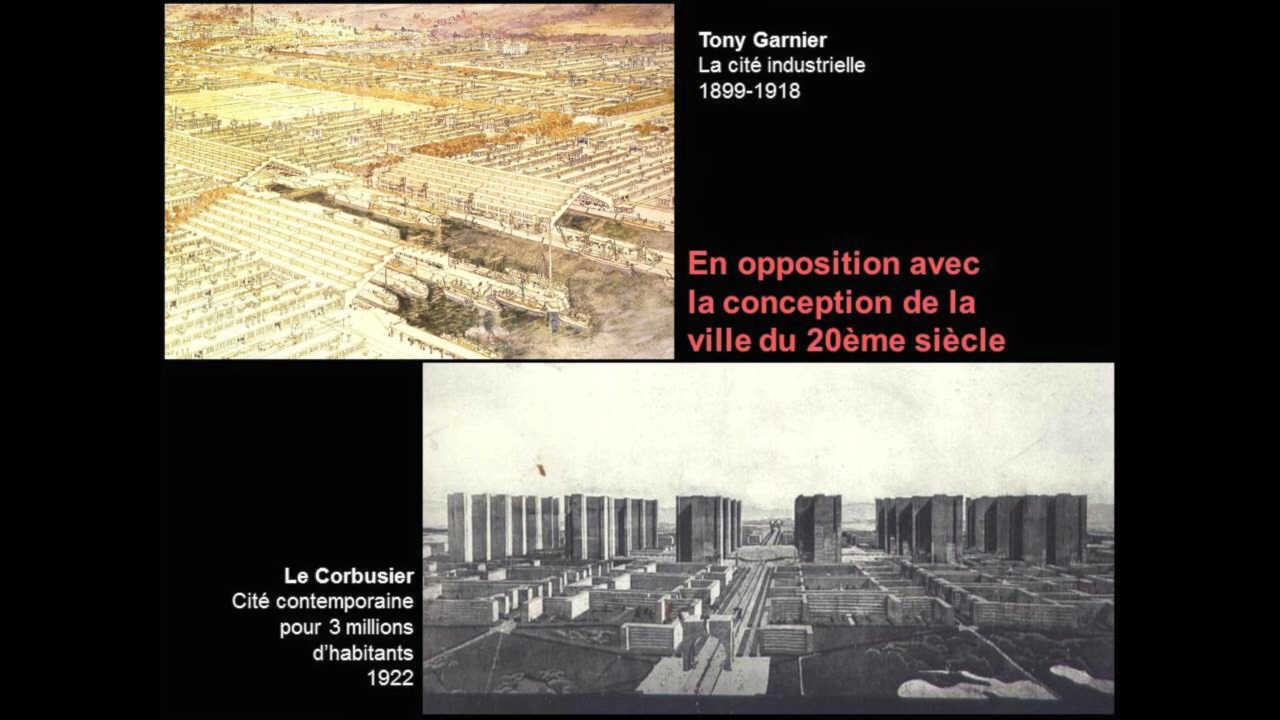 Tony Garnier
La cité industrielle
1899-1918
En opposition avec
la conception de la
ville du 20ème siècle
Le Corbusier
Cité contemporaine
pour 3 millions
d'habitants
1922